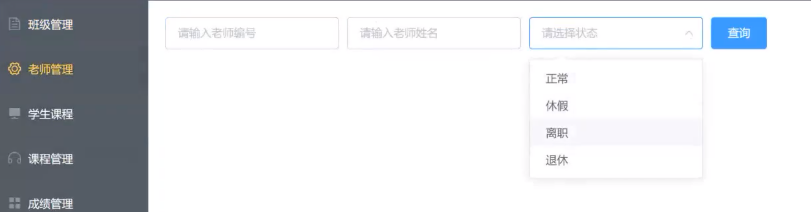 班级管理
老师管理
学生课程
课程管理
成绩管理
请输入老师编号
请输入老师姓名
请选择状态
查询
正常
休假
离职
退休